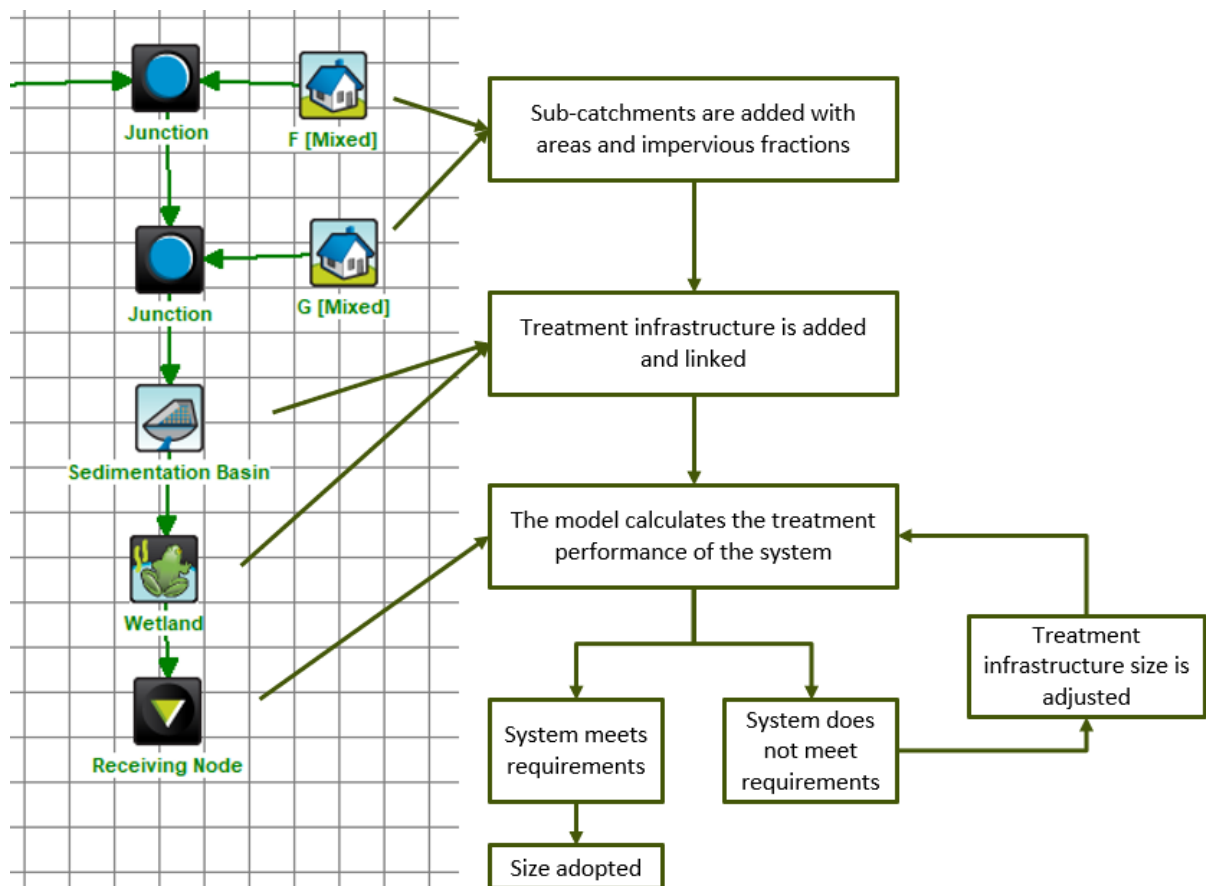 Junction
F [Mixed]
Junction
G [Mixed]
Sedimentation Basin
Wetland
Receiving Node
Sub-catchments are added with
areas and impervious fractions
Treatment infrastructure is added
and linked
The model calculates the treatment
performance of the system
System meets
requirements
Size adopted
System does
not meet
requirements
Treatment
infrastructure size is
adjusted